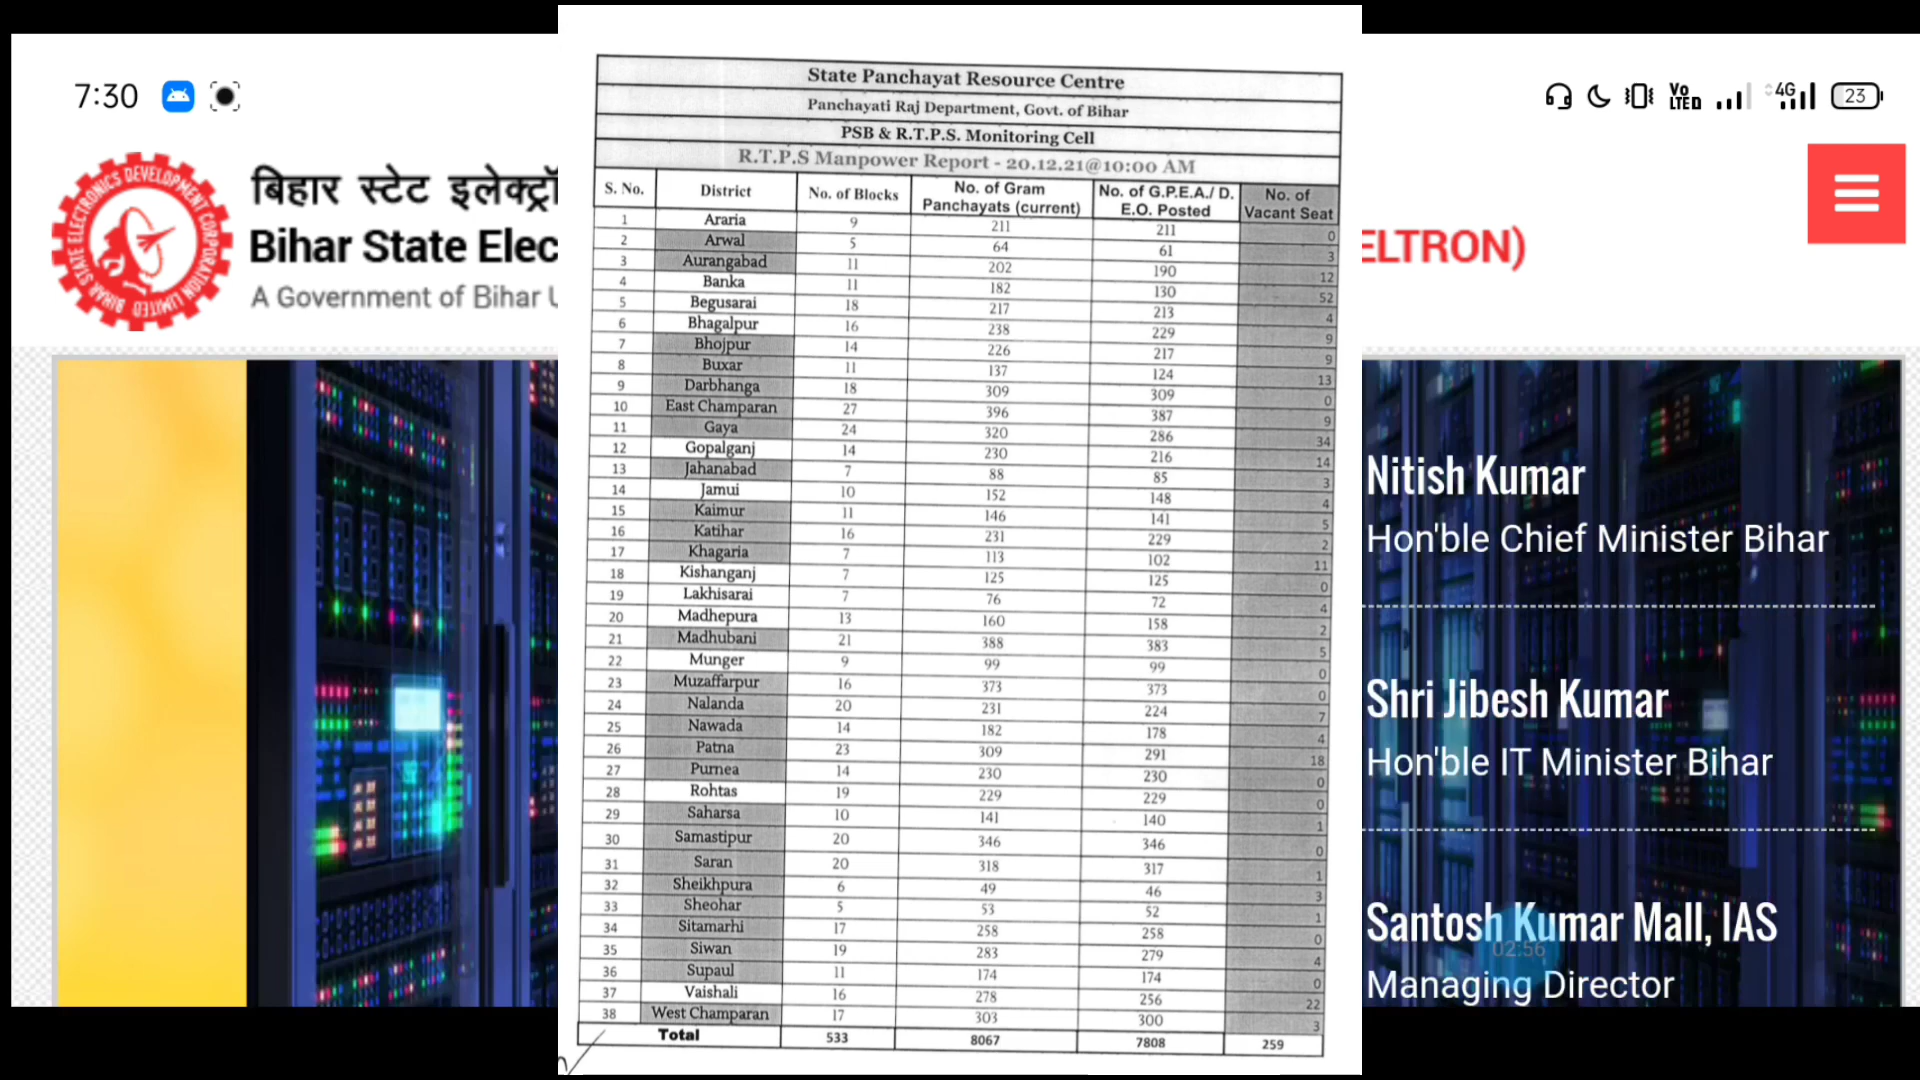 7:30
Vo LTE
4G
23
BIHAR STATE ELECTRONICS DEVELOPMENT CORPORATION LIMITED
बिहार स्टेट इलेक्ट्रॉ
Bihar State Elec
A Government of Bihar U
ELTRON)
State Panchayat Resource Centre
Panchayati Raj Department, Govt. of Bihar
PSB & R.T.P.S. Monitoring Cell
R.T.P.S Manpower Report - 20.12.21@10:00 AM
S. No. District No. of Blocks No. of Gram Panchayats (current) No. of G.P.E.A./ D. E.O. Posted No. of Vacant Seat
1 Araria 9 211 211 0
2 Arwal 5 64 61 3
3 Aurangabad 11 202 190 12
4 Banka 11 182 130 52
5 Begusarai 18 217 213 4
6 Bhagalpur 16 238 229 9
7 Bhojpur 14 226 217 9
8 Buxar 11 137 124 13
9 Darbhanga 18 309 309 0
10 East Champaran 27 396 387 9
11 Gaya 24 320 286 34
12 Gopalganj 14 230 216 14
13 Jahanabad 7 88 85 3
14 Jamui 10 152 148 4
15 Kaimur 11 146 141 5
16 Katihar 16 231 229 2
17 Khagaria 7 113 102 11
18 Kishanganj 7 125 125 0
19 Lakhisarai 7 76 72 4
20 Madhepura 13 160 158 2
21 Madhubani 21 388 383 5
22 Munger 9 99 99 0
23 Muzaffarpur 16 373 373 0
24 Nalanda 20 231 224 7
25 Nawada 14 182 178 4
26 Patna 23 309 291 18
27 Purnea 14 230 230 0
28 Rohtas 19 229 229 0
29 Saharsa 10 141 140 1
30 Samastipur 20 346 346 0
31 Saran 20 318 317 1
32 Sheikhpura 6 49 46 3
33 Sheohar 5 53 52 1
34 Sitamarhi 17 258 258 0
35 Siwan 19 283 279 4
36 Supaul 11 174 174 0
37 Vaishali 16 278 256 22
38 West Champaran 17 303 300 3
Total 533 8067 7808 259
Nitish Kumar
Hon'ble Chief Minister Bihar
Shri Jibesh Kumar
Hon'ble IT Minister Bihar
Santosh Kumar Mall, IAS
02:56
Managing Director